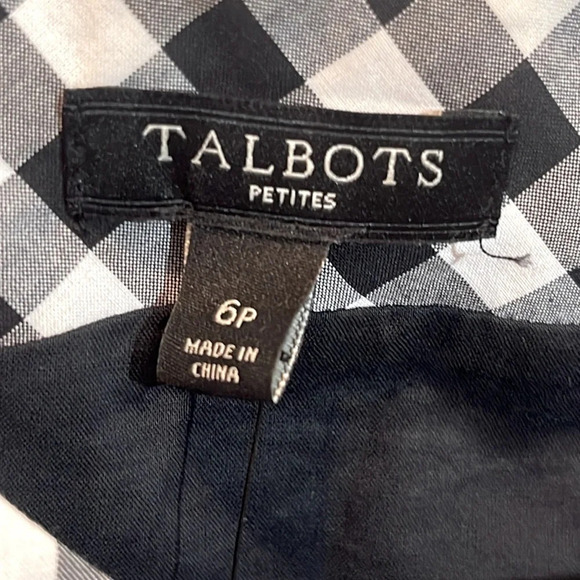 TALBOTS
PETITES
6P
MADE IN
CHINA